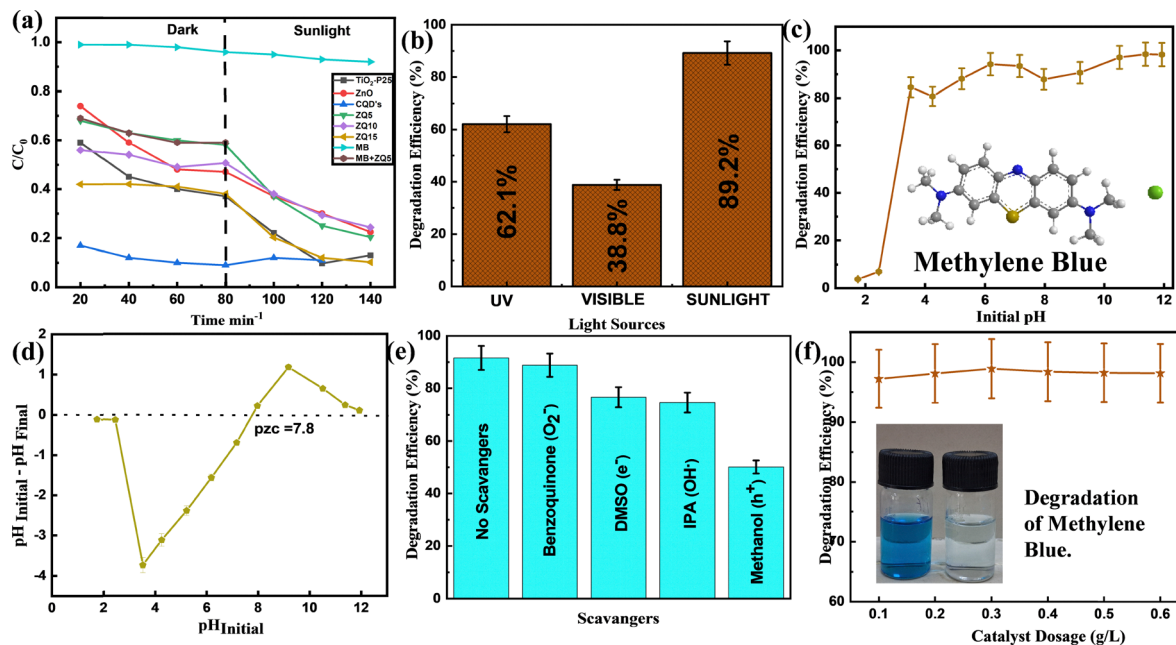 (a)
Dark
Sunlight
C/C0
1.0
0.8
0.6
0.4
0.2
0.0
TiO2-P25
ZnO
CQD's
ZQ5
ZQ10
ZQ15
MB
MB+ZQ5
20 40 60 80 100 120 140
Time min-1
(b)
Degradation Efficiency (%)
100
80
60
40
20
0
62.1%
38.8%
89.2%
UV VISIBLE SUNLIGHT
Light Sources
(c)
Degradation Efficiency (%)
100
80
60
40
20
0
Methylene Blue
2 4 6 8 10 12
Initial pH
(d)
pH Initial - pH Final
2
1
0
-1
-2
-3
-4
pzc =7.8
0 2 4 6 8 10 12
pHInitial
(e)
Degradation Efficiency (%)
100
80
60
40
20
0
No Scavangers
Benzoquinone (O2-)
DMSO (e-)
IPA (OH·)
Methanol (h+)
Scavangers
(f)
Degradation Efficiency (%)
100
90
80
70
60
Degradation
of Methylene
Blue.
0.1 0.2 0.3 0.4 0.5 0.6
Catalyst Dosage (g/L)